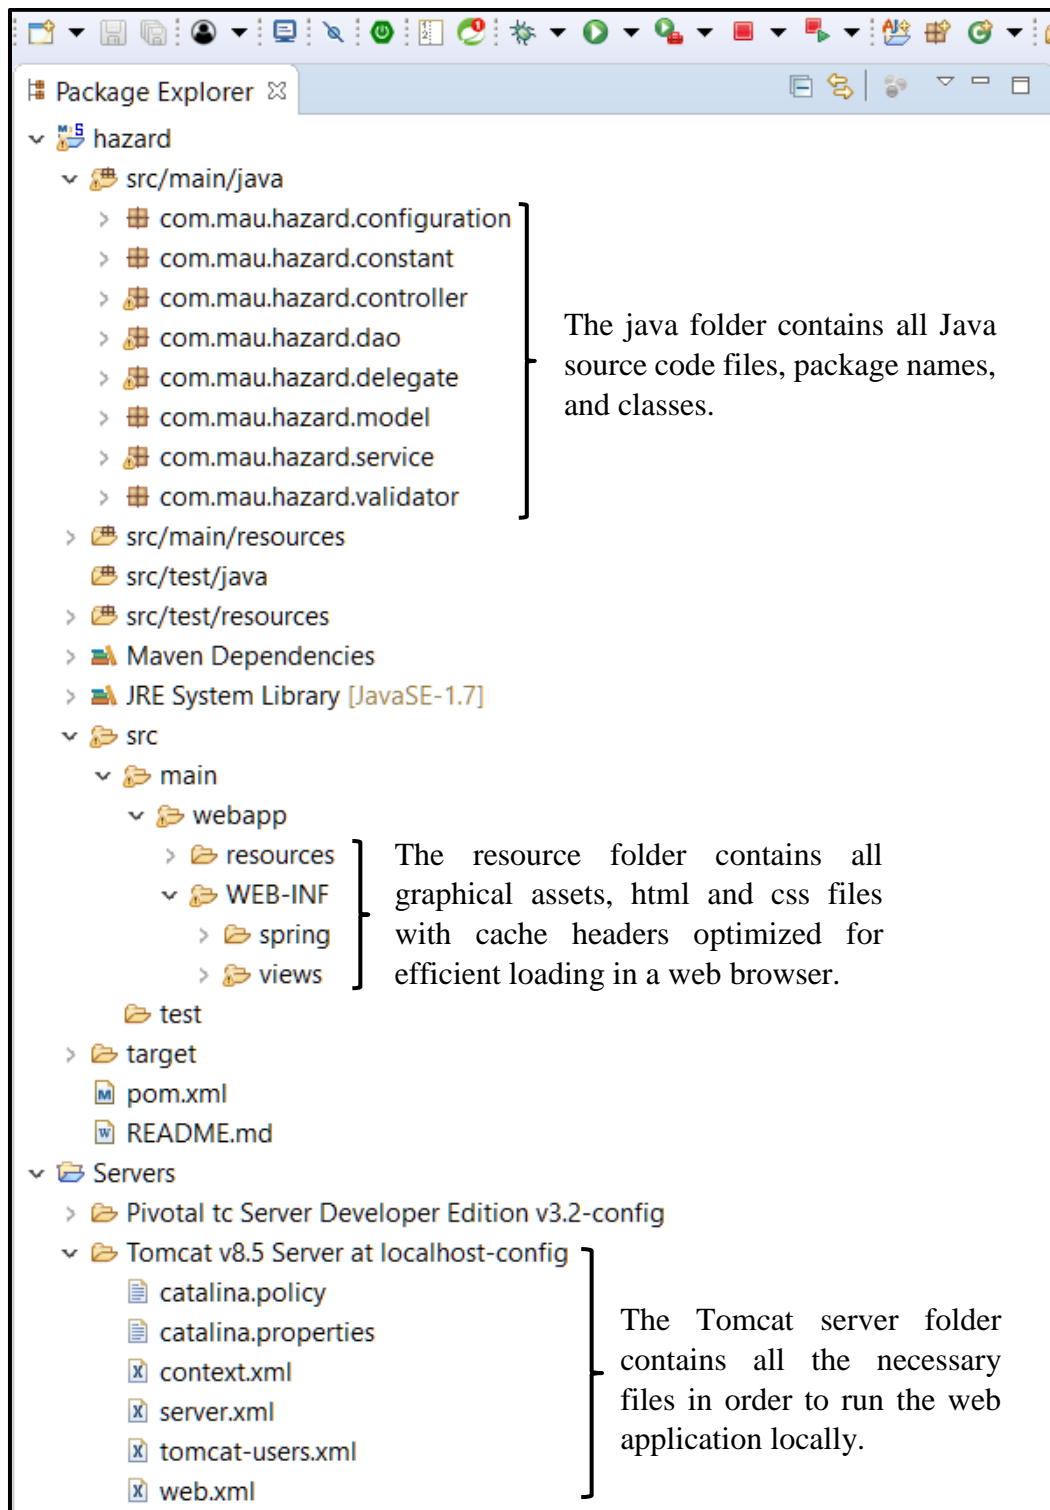 Package Explorer
hazard
src/main/java
com.mau.hazard.configuration
com.mau.hazard.constant
com.mau.hazard.controller
com.mau.hazard.dao
com.mau.hazard.delegate
com.mau.hazard.model
com.mau.hazard.service
com.mau.hazard.validator
The java folder contains all Java
source code files, package names,
and classes.
src/main/resources
src/test/java
src/test/resources
Maven Dependencies
JRE System Library [JavaSE-1.7]
src
main
webapp
resources
WEB-INF
spring
views
The resource folder contains all
graphical assets, html and css files
with cache headers optimized for
efficient loading in a web browser.
test
target
pom.xml
README.md
Servers
Pivotal tc Server Developer Edition v3.2-config
Tomcat v8.5 Server at localhost-config
catalina.policy
catalina.properties
context.xml
server.xml
tomcat-users.xml
web.xml
The Tomcat server folder
contains all the necessary
files in order to run the web
application locally.